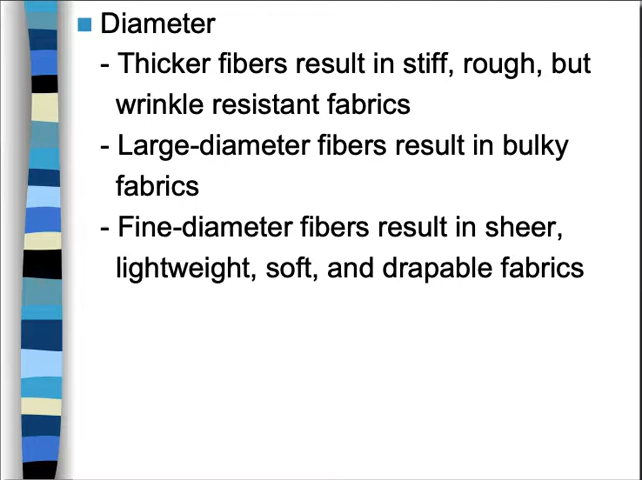 Diameter
- Thicker fibers result in stiff, rough, but
wrinkle resistant fabrics
- Large-diameter fibers result in bulky
fabrics
- Fine-diameter fibers result in sheer,
lightweight, soft, and drapable fabrics